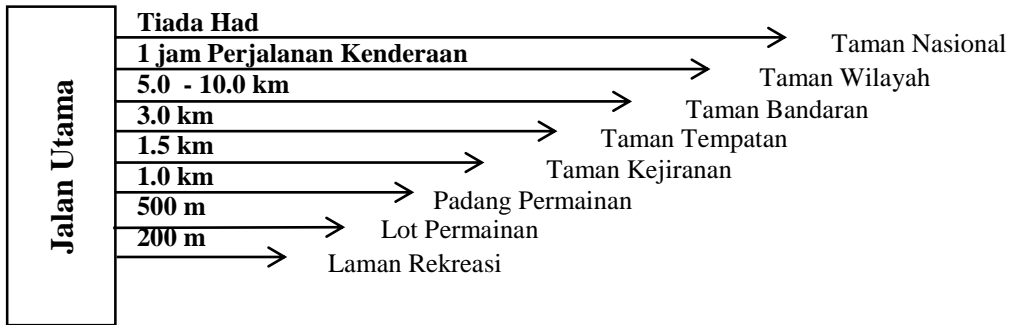 Jalan Utama
Tiada Had
Taman Nasional
1 jam Perjalanan Kenderaan
Taman Wilayah
5.0 - 10.0 km
Taman Bandaran
3.0 km
Taman Tempatan
1.5 km
Taman Kejiranan
1.0 km
Padang Permainan
500 m
Lot Permainan
200 m
Laman Rekreasi